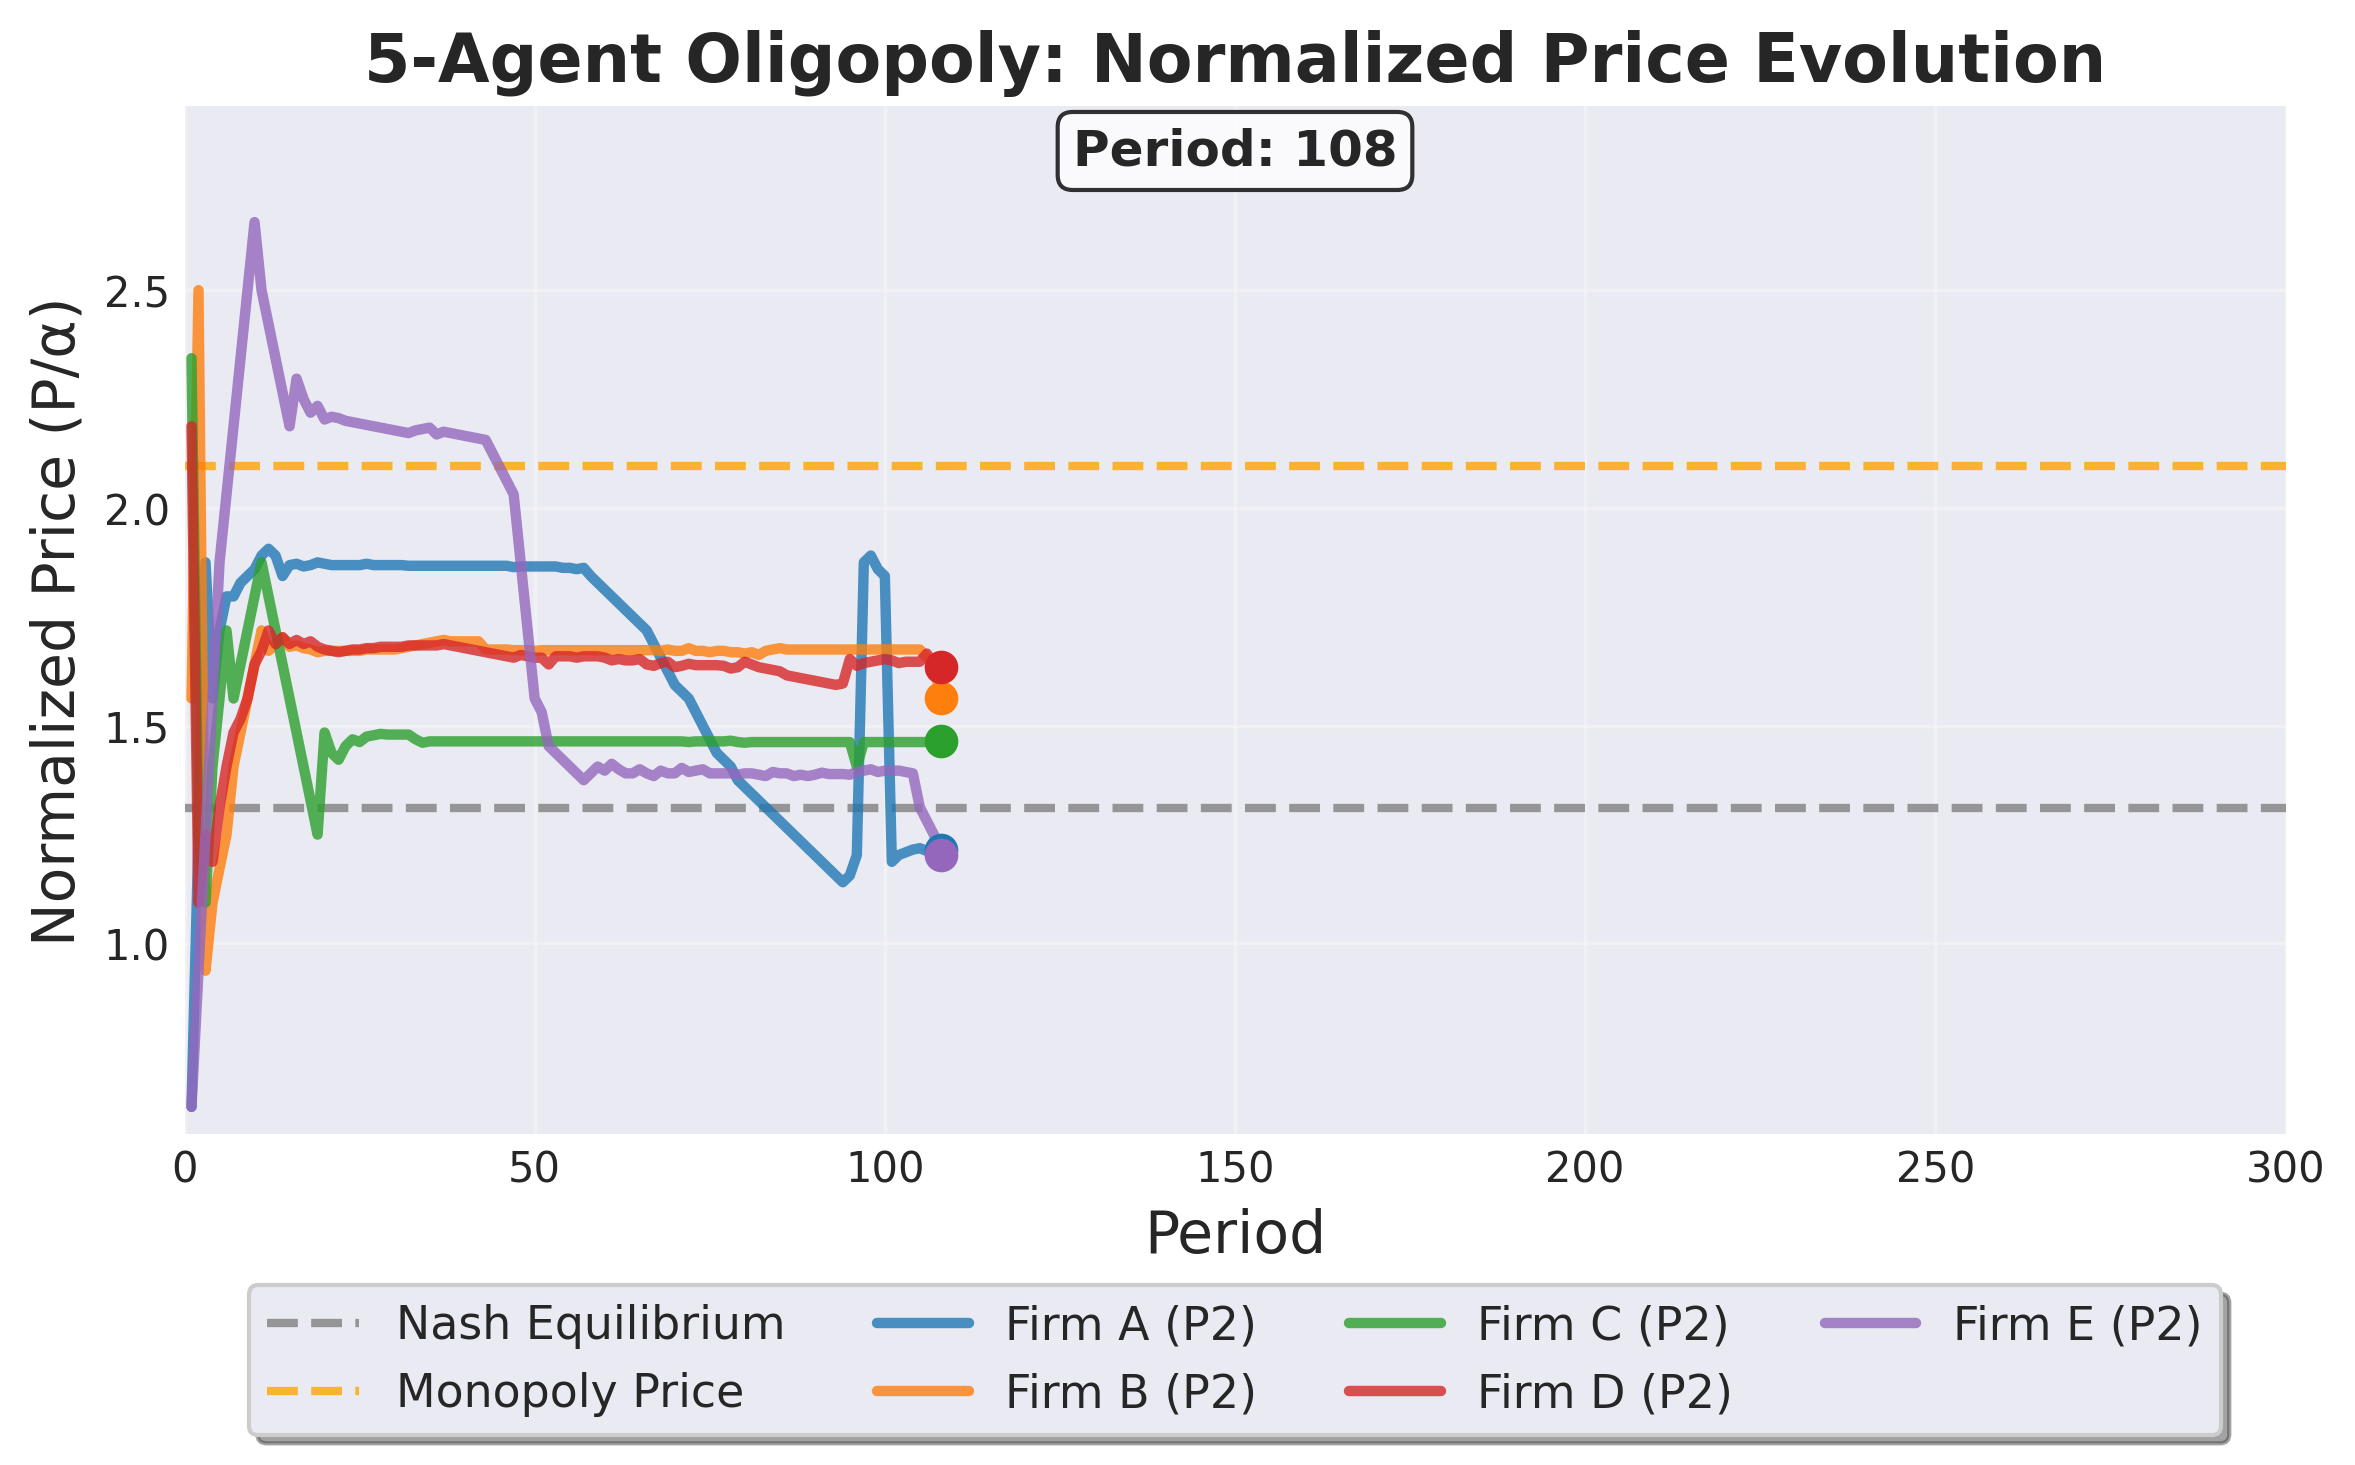 5-Agent Oligopoly: Normalized Price Evolution
Period: 108
Normalized Price (P/α)
2.5
2.0
1.5
1.0
0 50 100 150 200 250 300
Period
Nash Equilibrium Firm A (P2) Firm C (P2) Firm E (P2)
Monopoly Price Firm B (P2) Firm D (P2)